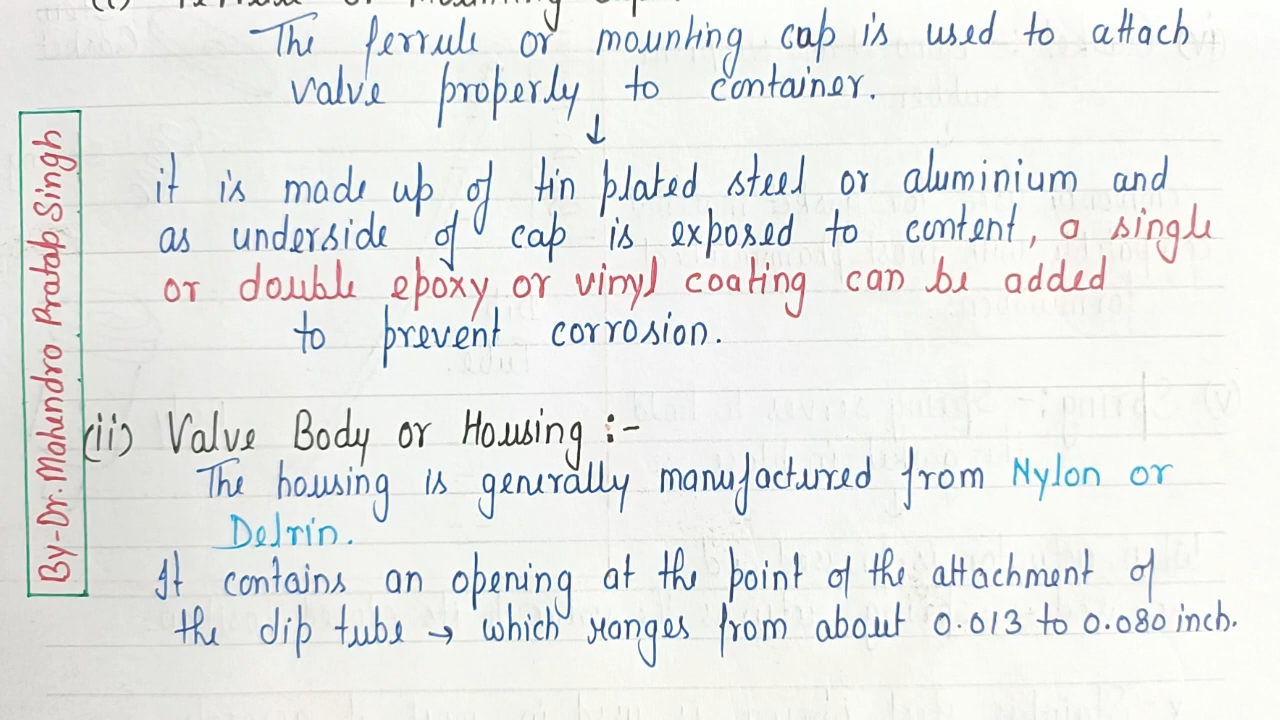 The ferrule or mounting cap is used to attach
valve properly to container.
↓
it is made up of tin plated steel or aluminium and
as underside of cap is exposed to content, a single
or double epoxy or vinyl coating can be added
to prevent corrosion.
By-Dr. Mahendra Pratap Singh
(ii) Valve Body or Housing :-
The housing is generally manufactured from Nylon or
Delrin.
It contains an opening at the point of the attachment of
the dip tube → which ranges from about 0.013 to 0.080 inch.